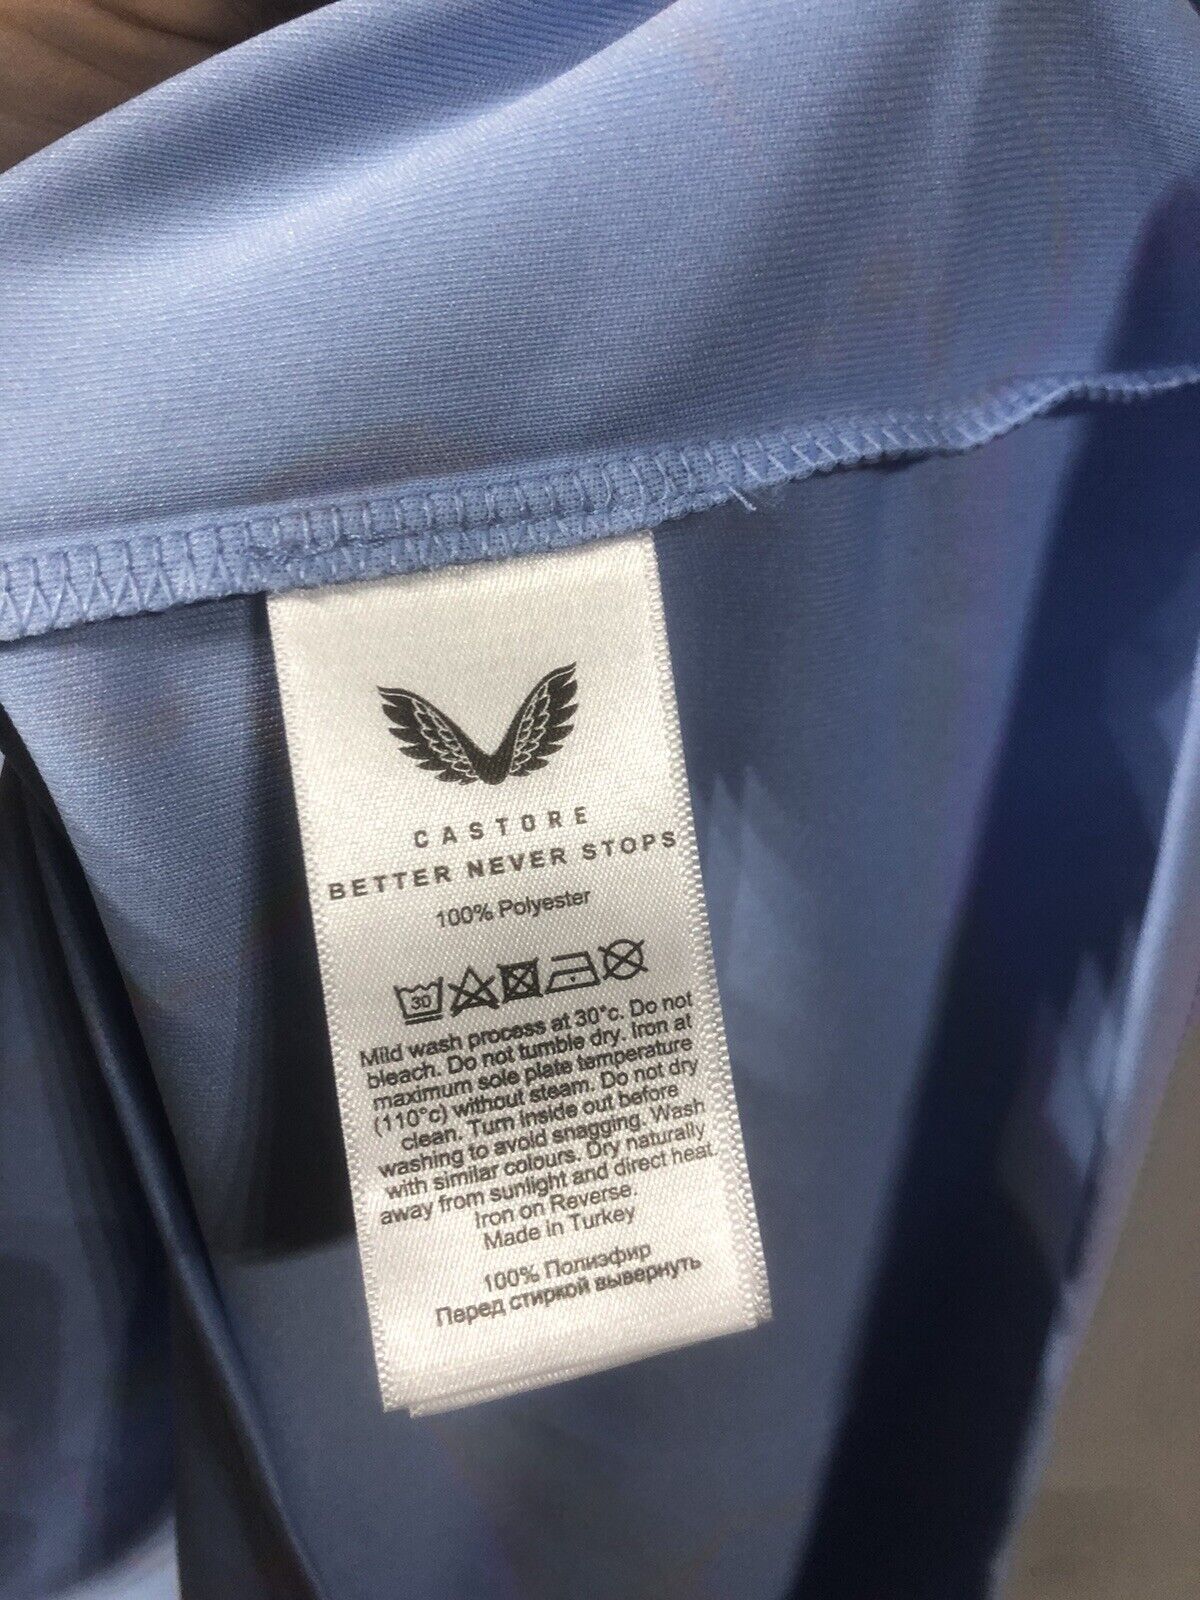 CASTORE
BETTER NEVER STOPS
100% Polyester
30
Mild wash process at 30°c. Do not
bleach. Do not tumble dry. Iron at
maximum sole plate temperature
(110°c) without steam. Do not dry
clean. Turn inside out before
washing to avoid snagging. Wash
with similar colours. Dry naturally
away from sunlight and direct heat.
Iron on Reverse.
Made in Turkey
100% Полиэфир
Перед стиркой вывернуть